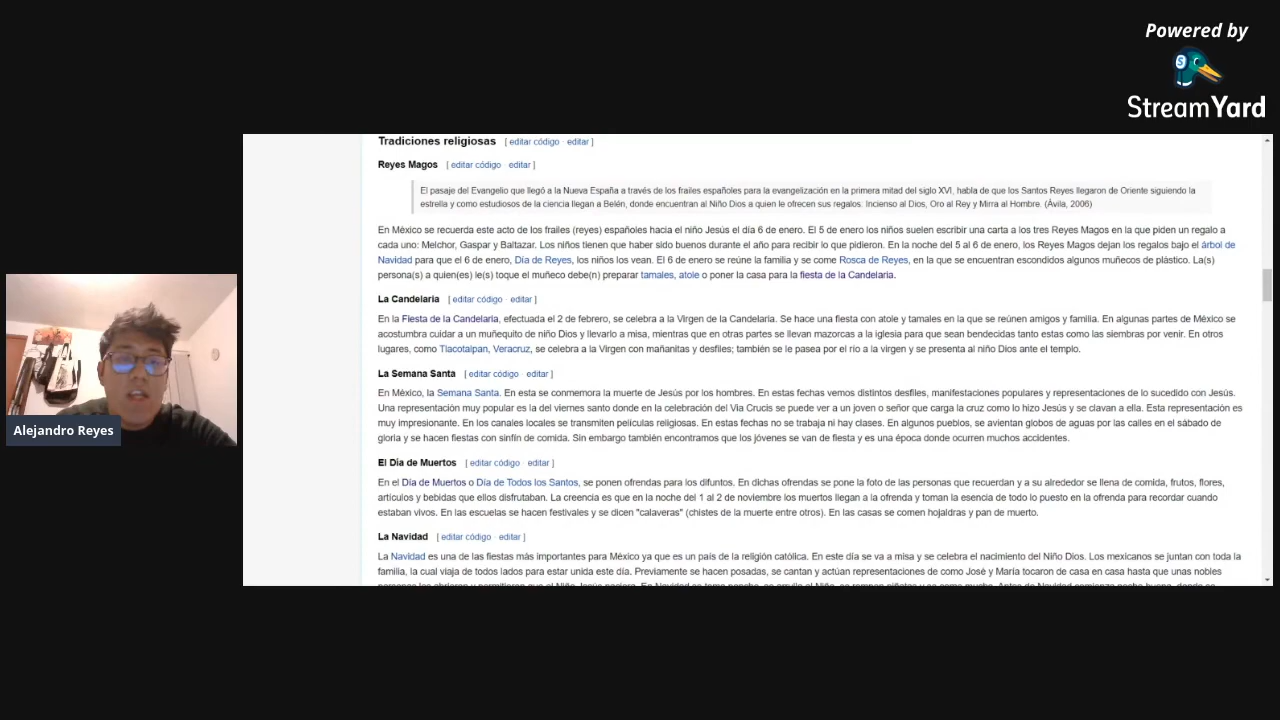 Powered by
StreamYard
Tradiciones religiosas [ editar código · editar ]
Reyes Magos [ editar código · editar ]
El pasaje del Evangelio que llegó a la Nueva España a través de los frailes españoles para la evangelización en la primera mitad del siglo XVI, habla de que los Santos Reyes llegaron de Oriente siguiendo la
estrella y como estudiosos de la ciencia llegan a Belén, donde encuentran al Niño Dios a quien le ofrecen sus regalos: Incienso al Dios, Oro al Rey y Mirra al Hombre. (Ávila, 2006)
En México se recuerda este acto de los frailes (reyes) españoles hacia el niño Jesús el día 6 de enero. El 5 de enero los niños suelen escribir una carta a los tres Reyes Magos en la que piden un regalo a
cada uno: Melchor, Gaspar y Baltazar. Los niños tienen que haber sido buenos durante el año para recibir lo que pidieron. En la noche del 5 al 6 de enero, los Reyes Magos dejan los regalos bajo el árbol de
Navidad para que el 6 de enero, Día de Reyes, los niños los vean. El 6 de enero se reúne la familia y se come Rosca de Reyes, en la que se encuentran escondidos algunos muñecos de plástico. La(s)
persona(s) a quien(es) le(s) toque el muñeco debe(n) preparar tamales, atole o poner la casa para la fiesta de la Candelaria.
La Candelaria [ editar código · editar ]
En la Fiesta de la Candelaria, efectuada el 2 de febrero, se celebra a la Virgen de la Candelaria. Se hace una fiesta con atole y tamales en la que se reúnen amigos y familia. En algunas partes de México se
acostumbra cuidar a un muñequito de niño Dios y llevarlo a misa, mientras que en otras partes se llevan mazorcas a la iglesia para que sean bendecidas tanto estas como las siembras por venir. En otros
lugares, como Tlacotalpan, Veracruz, se celebra a la Virgen con mañanitas y desfiles; también se le pasea por el río a la virgen y se presenta al niño Dios ante el templo.
La Semana Santa [ editar código · editar ]
En México, la Semana Santa. En esta se conmemora la muerte de Jesús por los hombres. En estas fechas vemos distintos desfiles, manifestaciones populares y representaciones de lo sucedido con Jesús.
Una representación muy popular es la del viernes santo donde en la celebración del Via Crucis se puede ver a un joven o señor que carga la cruz como lo hizo Jesús y se clavan a ella. Esta representación es
muy impresionante. En los canales locales se transmiten películas religiosas. En estas fechas no se trabaja ni hay clases. En algunos pueblos, se avientan globos de aguas por las calles en el sábado de
gloria y se hacen fiestas con sinfín de comida. Sin embargo también encontramos que los jóvenes se van de fiesta y es una época donde ocurren muchos accidentes.
El Día de Muertos [ editar código · editar ]
En el Día de Muertos o Día de Todos los Santos, se ponen ofrendas para los difuntos. En dichas ofrendas se pone la foto de las personas que recuerdan y a su alrededor se llena de comida, frutos, flores,
artículos y bebidas que ellos disfrutaban. La creencia es que en la noche del 1 al 2 de noviembre los muertos llegan a la ofrenda y toman la esencia de todo lo puesto en la ofrenda para recordar cuando
estaban vivos. En las escuelas se hacen festivales y se dicen "calaveras" (chistes de la muerte entre otros). En las casas se comen hojaldras y pan de muerto.
La Navidad [ editar código · editar ]
La Navidad es una de las fiestas más importantes para México ya que es un país de la religión católica. En este día se va a misa y se celebra el nacimiento del Niño Dios. Los mexicanos se juntan con toda la
familia, la cual viaja de todos lados para estar unida este día. Previamente se hacen posadas, se cantan y actúan representaciones de como José y María tocaron de casa en casa hasta que unas nobles
Alejandro Reyes